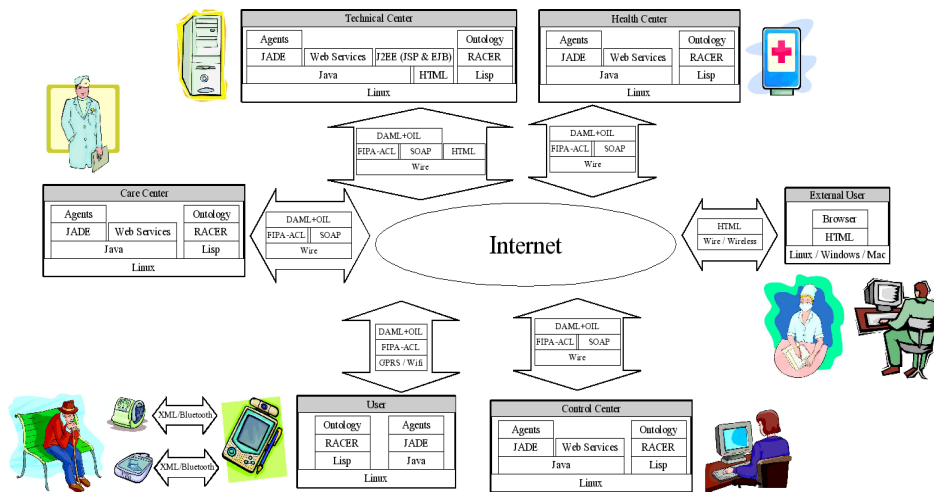 Technical Center
Agents
Ontology
JADE
Web Services
J2EE (JSP & EJB)
RACER
Java
HTML
Lisp
Linux
Health Center
Agents
Ontology
JADE
Web Services
RACER
Java
Lisp
Linux
DAML+OIL
FIPA-ACL
SOAP
HTML
Wire
DAML+OIL
FIPA-ACL
SOAP
Wire
Care Center
Agents
Ontology
JADE
Web Services
RACER
Java
Lisp
Linux
DAML+OIL
FIPA-ACL
SOAP
Wire
Internet
HTML
Wire / Wireless
External User
Browser
HTML
Linux / Windows / Mac
DAML+OIL
FIPA-ACL
GPRS / Wifi
DAML+OIL
FIPA-ACL
SOAP
Wire
XML/Bluetooth
XML/Bluetooth
User
Ontology
Agents
RACER
JADE
Lisp
Java
Linux
Control Center
Agents
Ontology
JADE
Web Services
RACER
Java
Lisp
Linux